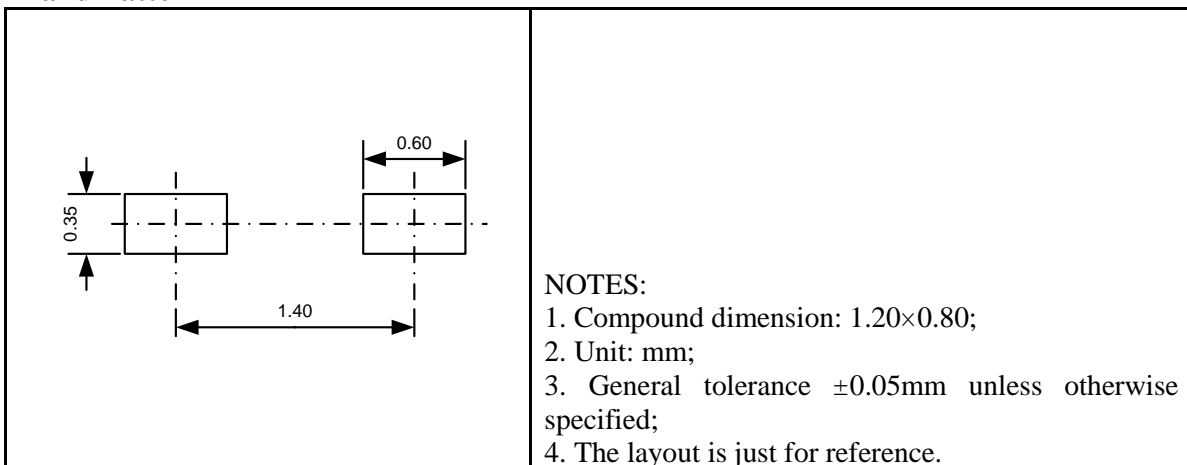 0.60
0.35
1.40
NOTES:
1. Compound dimension: 1.20×0.80;
2. Unit: mm;
3. General tolerance ±0.05mm unless otherwise
specified;
4. The layout is just for reference.